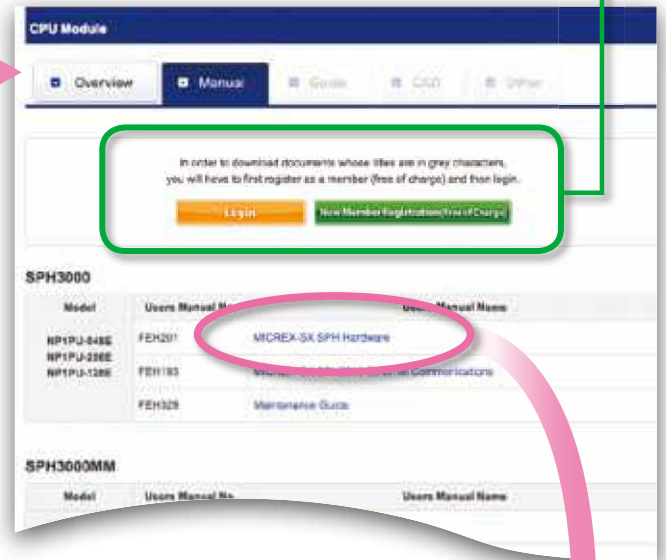 CPU Module
Overview
Manual
Guide
CAD
Other
In order to download documents whose titles are in grey characters,
you will have to first register as a member (free of charge) and then login.
Login
New Member Registration(Free of Charge)
SPH3000
Model
Users Manual No.
Users Manual Name
NP1PU-048E
NP1PU-256E
NP1PU-128E
FEH201
MICREX-SX SPH Hardware
FEH193
Communications
FEH329
Maintenance Guide
SPH3000MM
Model
Users Manual No.
Users Manual Name